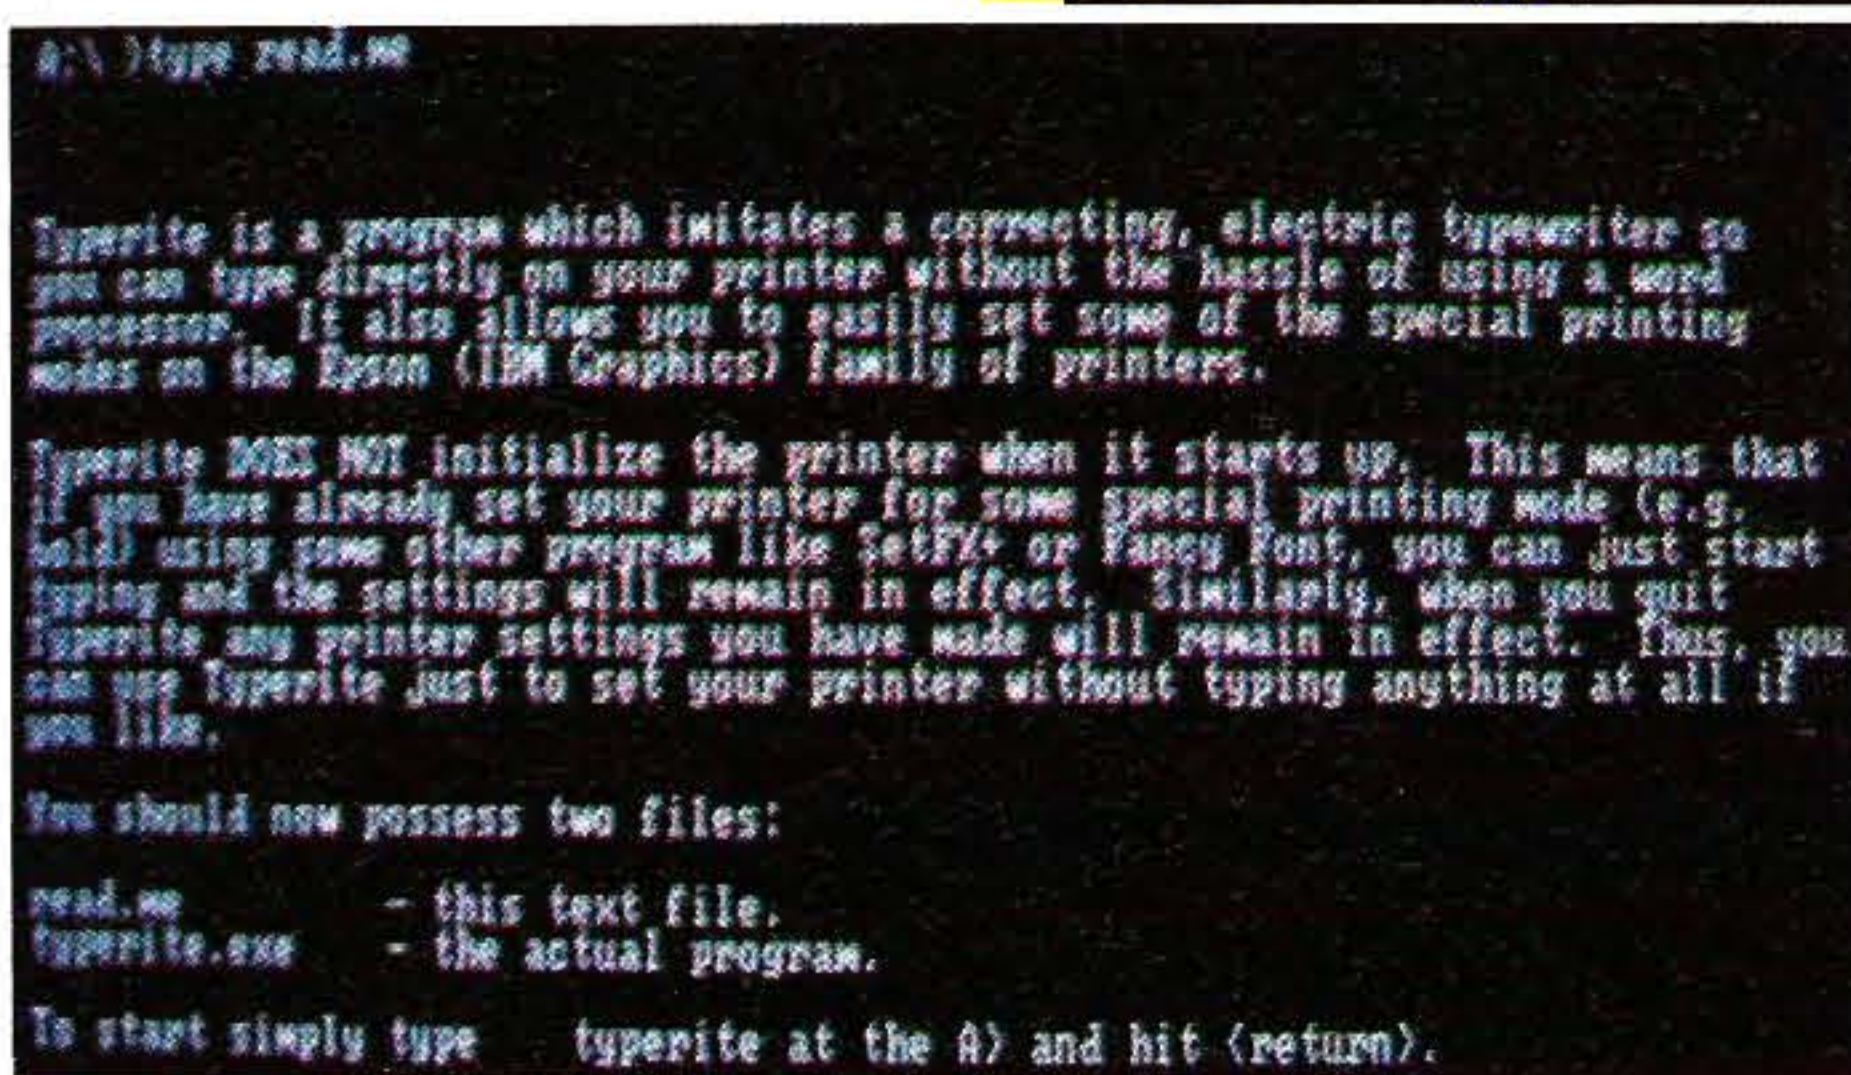 A:\ >type read.me
Typerite is a program which imitates a correcting, electric typewriter so
you can type directly on your printer without the hassle of using a word
processor.  It also allows you to easily set some of the special printing
modes on the Epson (IBM Graphics) family of printers.
Typerite DOES NOT initialize the printer when it starts up.  This means that
if you have already set your printer for some special printing mode (e.g.
bold) using some other program like SetFX+ or Fancy Font, you can just start
typing and the settings will remain in effect.  Similarly, when you quit
Typerite any printer settings you have made will remain in effect.  Thus, you
can use Typerite just to set your printer without typing anything at all if
you like.
You should now possess two files:
read.me - this text file.
typerite.exe - the actual program.
To start simply type typerite at the A> and hit <return>.